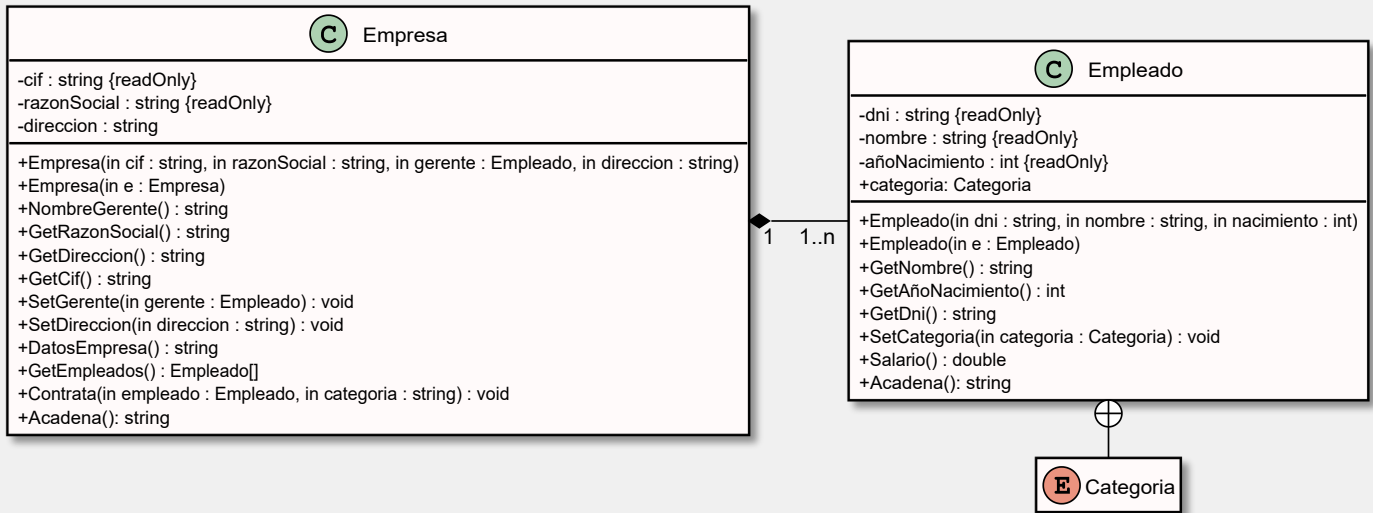 C Empresa
-cif : string {readOnly}
-razonSocial : string {readOnly}
-direccion : string
+Empresa(in cif : string, in razonSocial : string, in gerente : Empleado, in direccion : string)
+Empresa(in e : Empresa)
+NombreGerente() : string
+GetRazonSocial() : string
+GetDireccion() : string
+GetCif() : string
+SetGerente(in gerente : Empleado) : void
+SetDireccion(in direccion : string) : void
+DatosEmpresa() : string
+GetEmpleados() : Empleado[]
+Contrata(in empleado : Empleado, in categoria : string) : void
+Acadena(): string
1 1..n
C Empleado
-dni : string {readOnly}
-nombre : string {readOnly}
-añoNacimiento : int {readOnly}
+categoria: Categoria
+Empleado(in dni : string, in nombre : string, in nacimiento : int)
+Empleado(in e : Empleado)
+GetNombre() : string
+GetAñoNacimiento() : int
+GetDni() : string
+SetCategoria(in categoria : Categoria) : void
+Salario() : double
+Acadena(): string
E Categoria